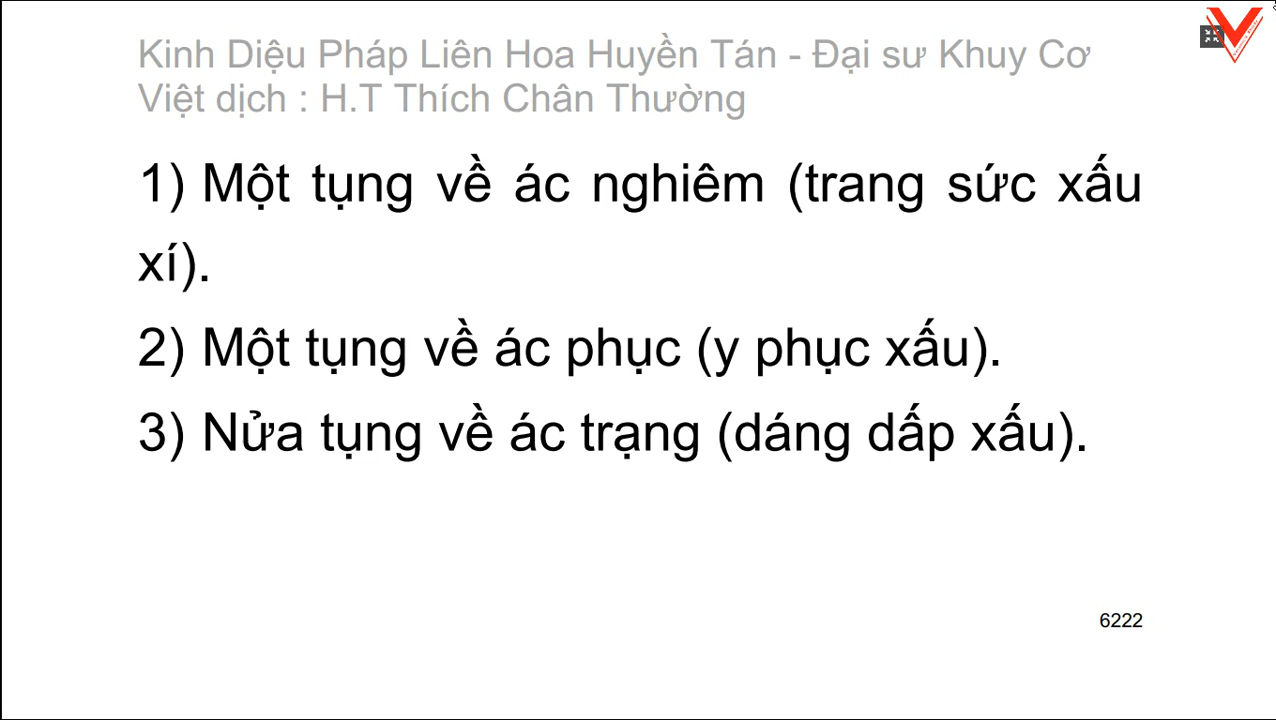 Kinh Diệu Pháp Liên Hoa Huyền Tán - Đại sư Khuy Cơ
Việt dịch : H.T Thích Chân Thường
1) Một tụng về ác nghiêm (trang sức xấu
xí).
2) Một tụng về ác phục (y phục xấu).
3) Nửa tụng về ác trạng (dáng dấp xấu).
6222